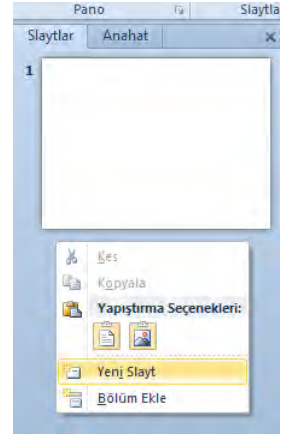 Pano
Slaytla
Slaytlar
Anahat
1
Kes
Kopyala
Yapıştırma Seçenekleri:
Yeni Slayt
Bölüm Ekle